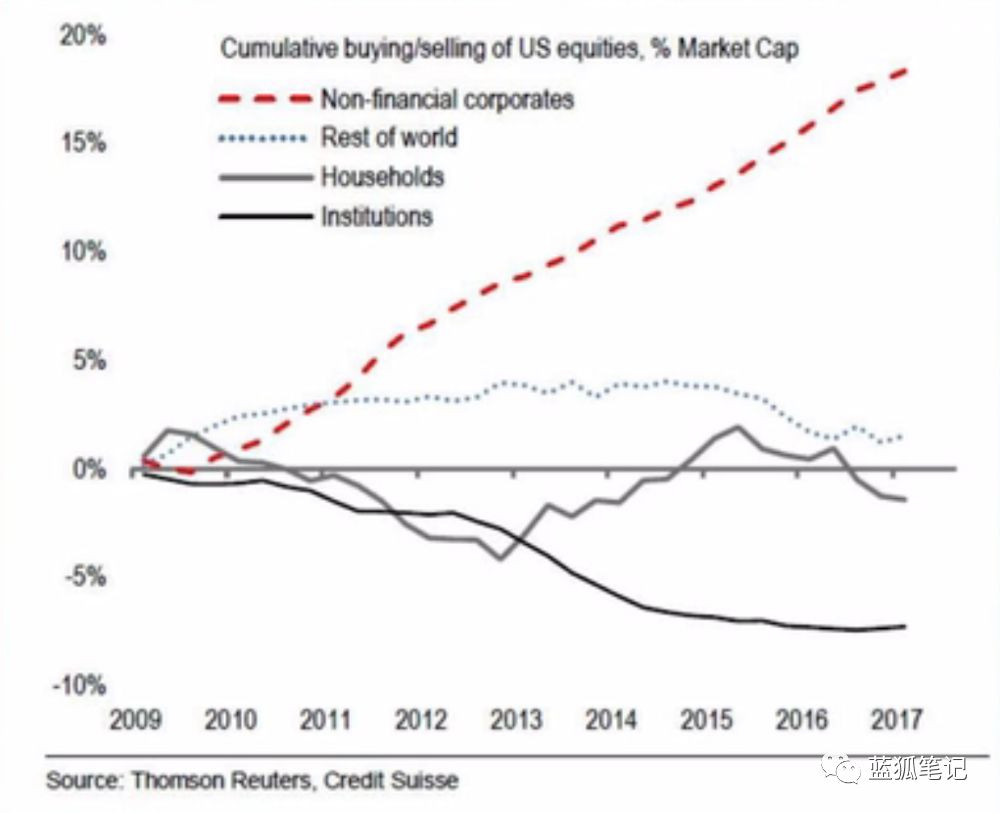 20%
Cumulative buying/selling of US equities, % Market Cap
Non-financial corporates
15%
Rest of world
Households
Institutions
10%
5%
0%
-5%
-10%
2009 2010 2011 2012 2013 2014 2015 2016 2017
Source: Thomson Reuters, Credit Suisse
蓝狐笔记